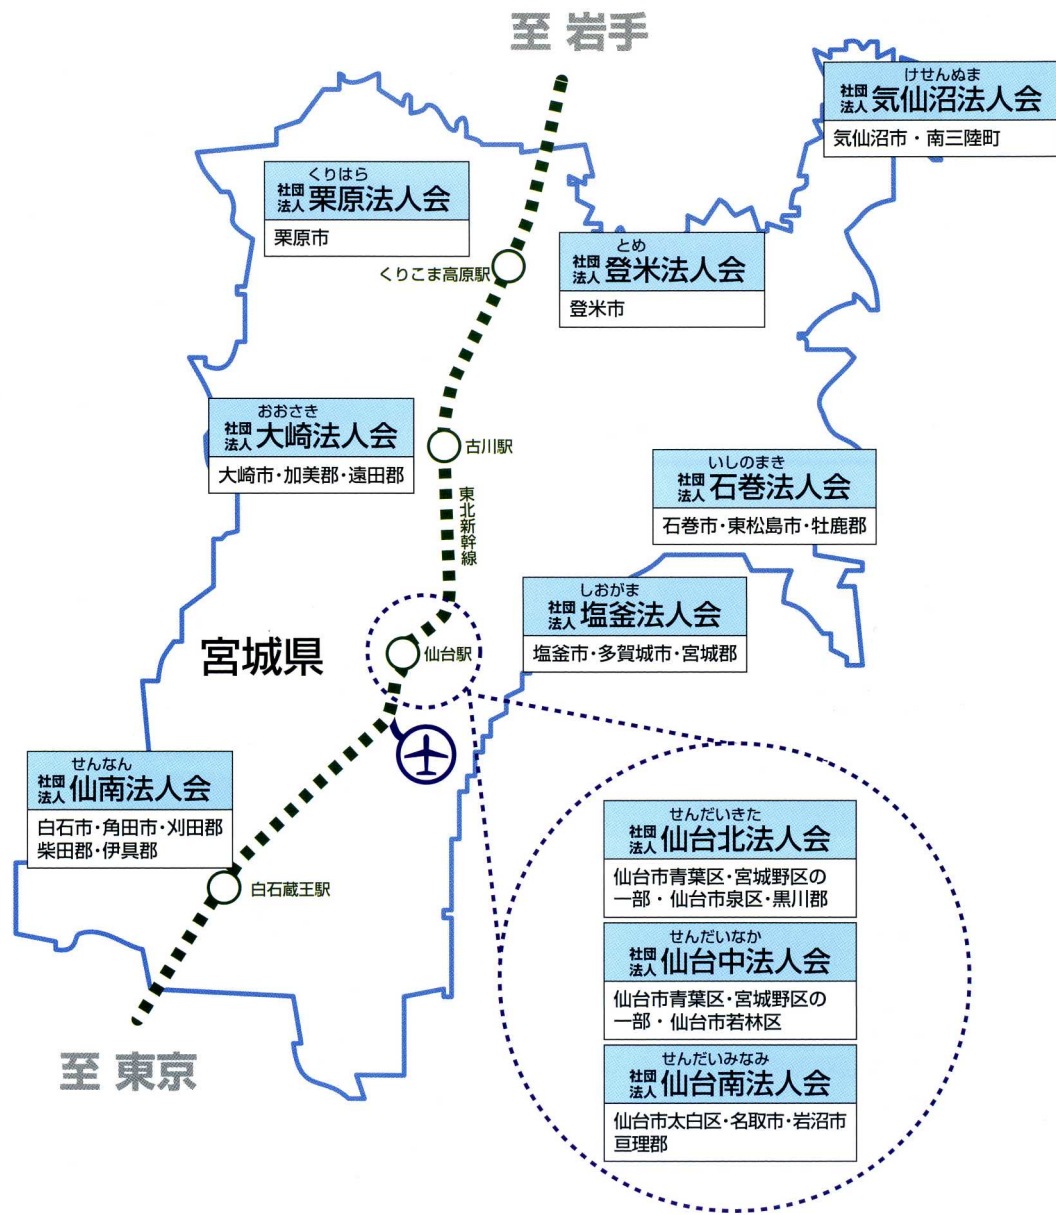 至 岩手
けせんぬま
社団法人 気仙沼法人会
気仙沼市・南三陸町
くりはら
社団法人 栗原法人会
栗原市
とめ
社団法人 登米法人会
登米市
くりこま高原駅
おおさき
社団法人 大崎法人会
大崎市・加美郡・遠田郡
古川駅
いしのまき
社団法人 石巻法人会
石巻市・東松島市・牡鹿郡
東北新幹線
しおがま
社団法人 塩釜法人会
塩釜市・多賀城市・宮城郡
宮城県
仙台駅
せんなん
社団法人 仙南法人会
白石市・角田市・刈田郡
柴田郡・伊具郡
白石蔵王駅
せんだいきた
社団法人 仙台北法人会
仙台市青葉区・宮城野区の
一部・仙台市泉区・黒川郡
せんだいなか
社団法人 仙台中法人会
仙台市青葉区・宮城野区の
一部・仙台市若林区
せんだいみなみ
社団法人 仙台南法人会
仙台市太白区・名取市・岩沼市
亘理郡
至 東京